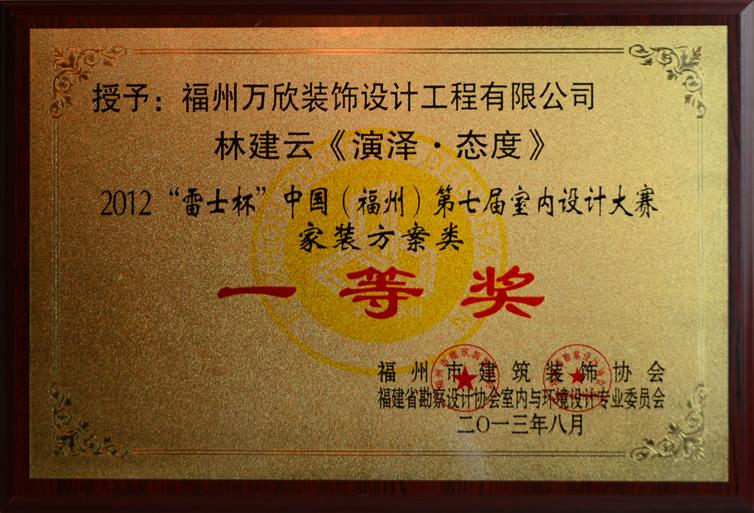 授予：福州万欣装饰设计工程有限公司
林建云《演泽·态度》
2012“雷士杯”中国（福州）第七届室内设计大赛
家装方案类
一等奖
福州市建筑装饰协会
福建省勘察设计协会室内与环境设计专业委员会
二〇一三年八月